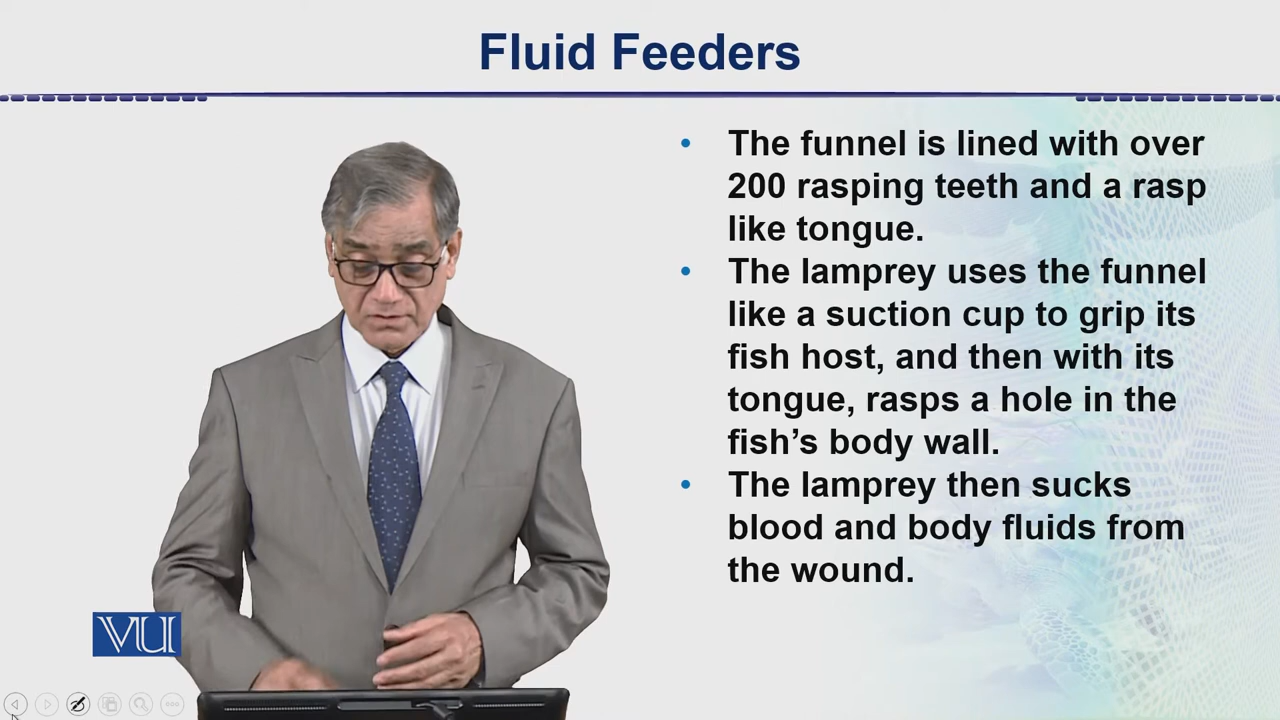 Fluid Feeders
• The funnel is lined with over
200 rasping teeth and a rasp
like tongue.
• The lamprey uses the funnel
like a suction cup to grip its
fish host, and then with its
tongue, rasps a hole in the
fish’s body wall.
• The lamprey then sucks
blood and body fluids from
the wound.
VU